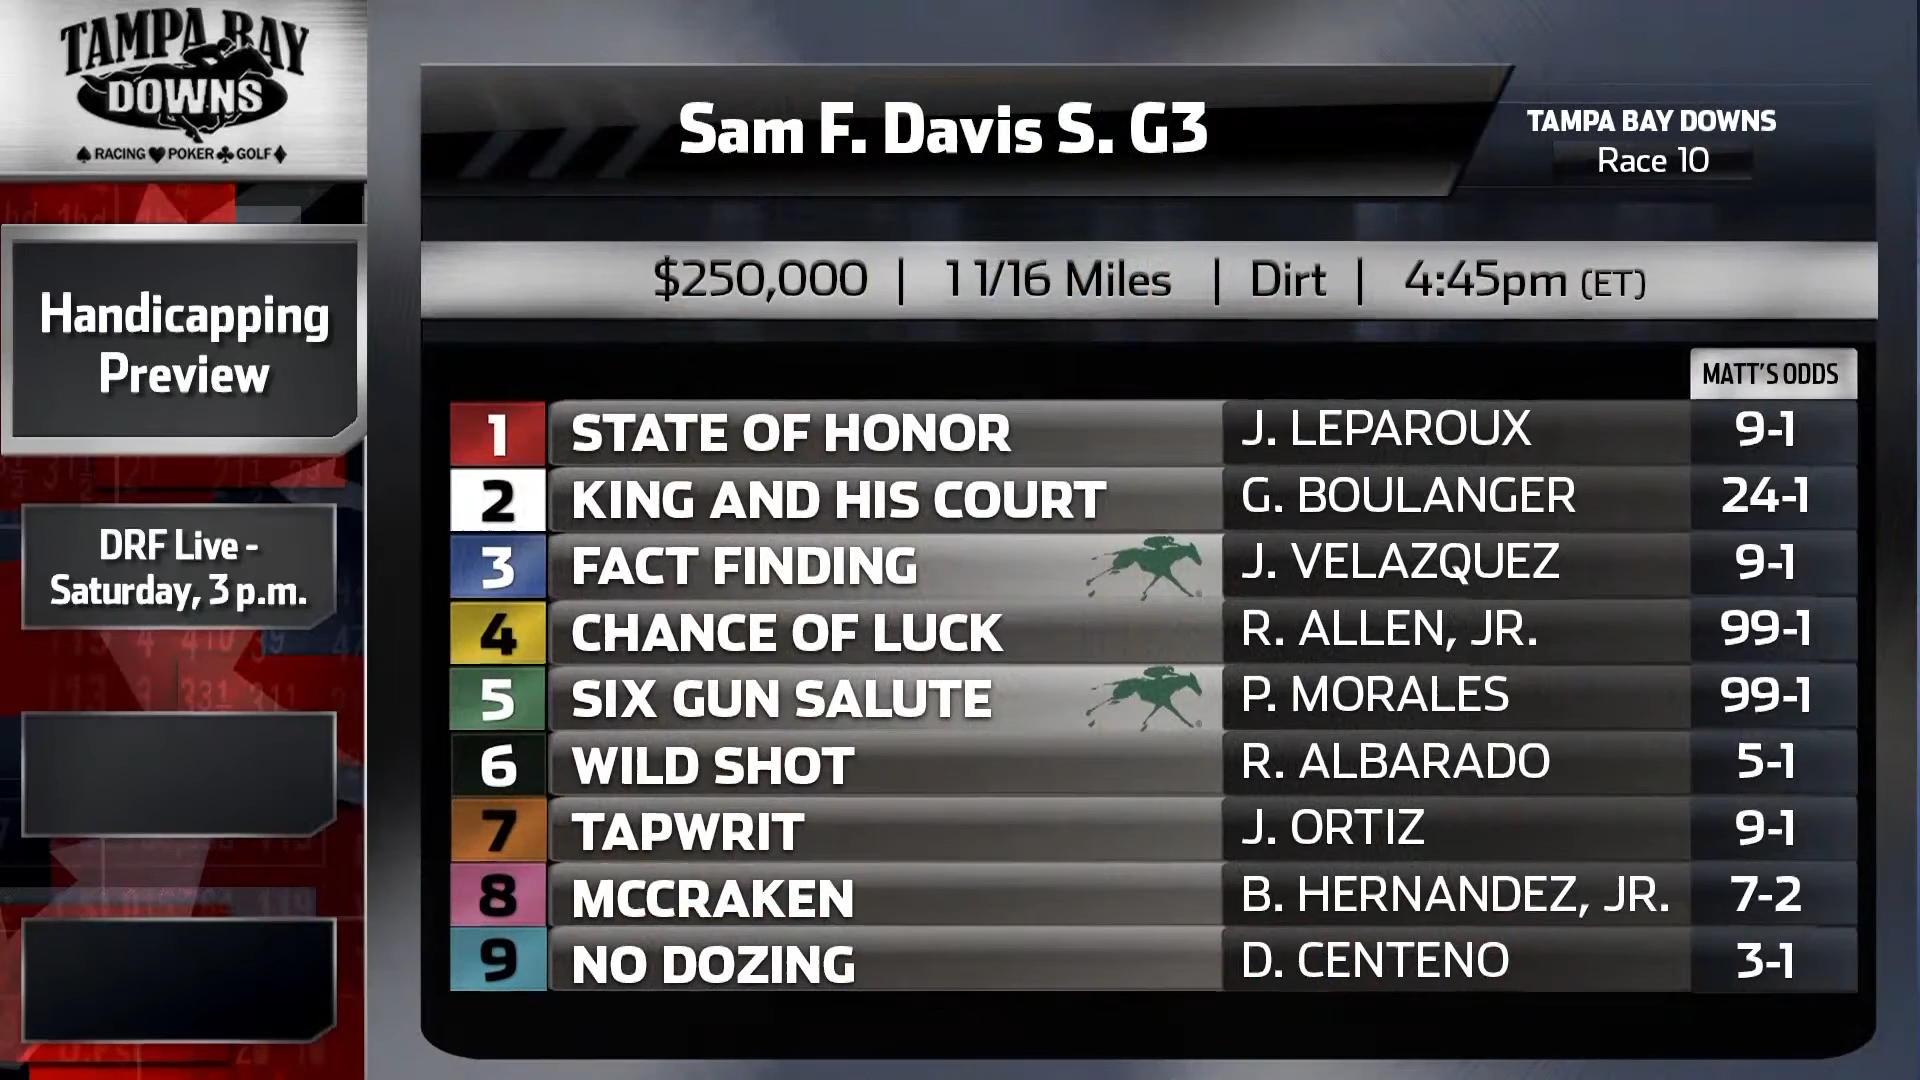 TAMPA BAY
DOWNS
RACING POKER GOLF
Handicapping
Preview
DRF Live -
Saturday, 3 p.m.
Sam F. Davis S. G3
TAMPA BAY DOWNS
Race 10
$250,000 | 1 1/16 Miles | Dirt | 4:45pm (ET)
MATT'S ODDS
1 STATE OF HONOR J. LEPAROUX 9-1
2 KING AND HIS COURT G. BOULANGER 24-1
3 FACT FINDING J. VELAZQUEZ 9-1
4 CHANCE OF LUCK R. ALLEN, JR. 99-1
5 SIX GUN SALUTE P. MORALES 99-1
6 WILD SHOT R. ALBARADO 5-1
7 TAPWRIT J. ORTIZ 9-1
8 MCCRAKEN B. HERNANDEZ, JR. 7-2
9 NO DOZING D. CENTENO 3-1